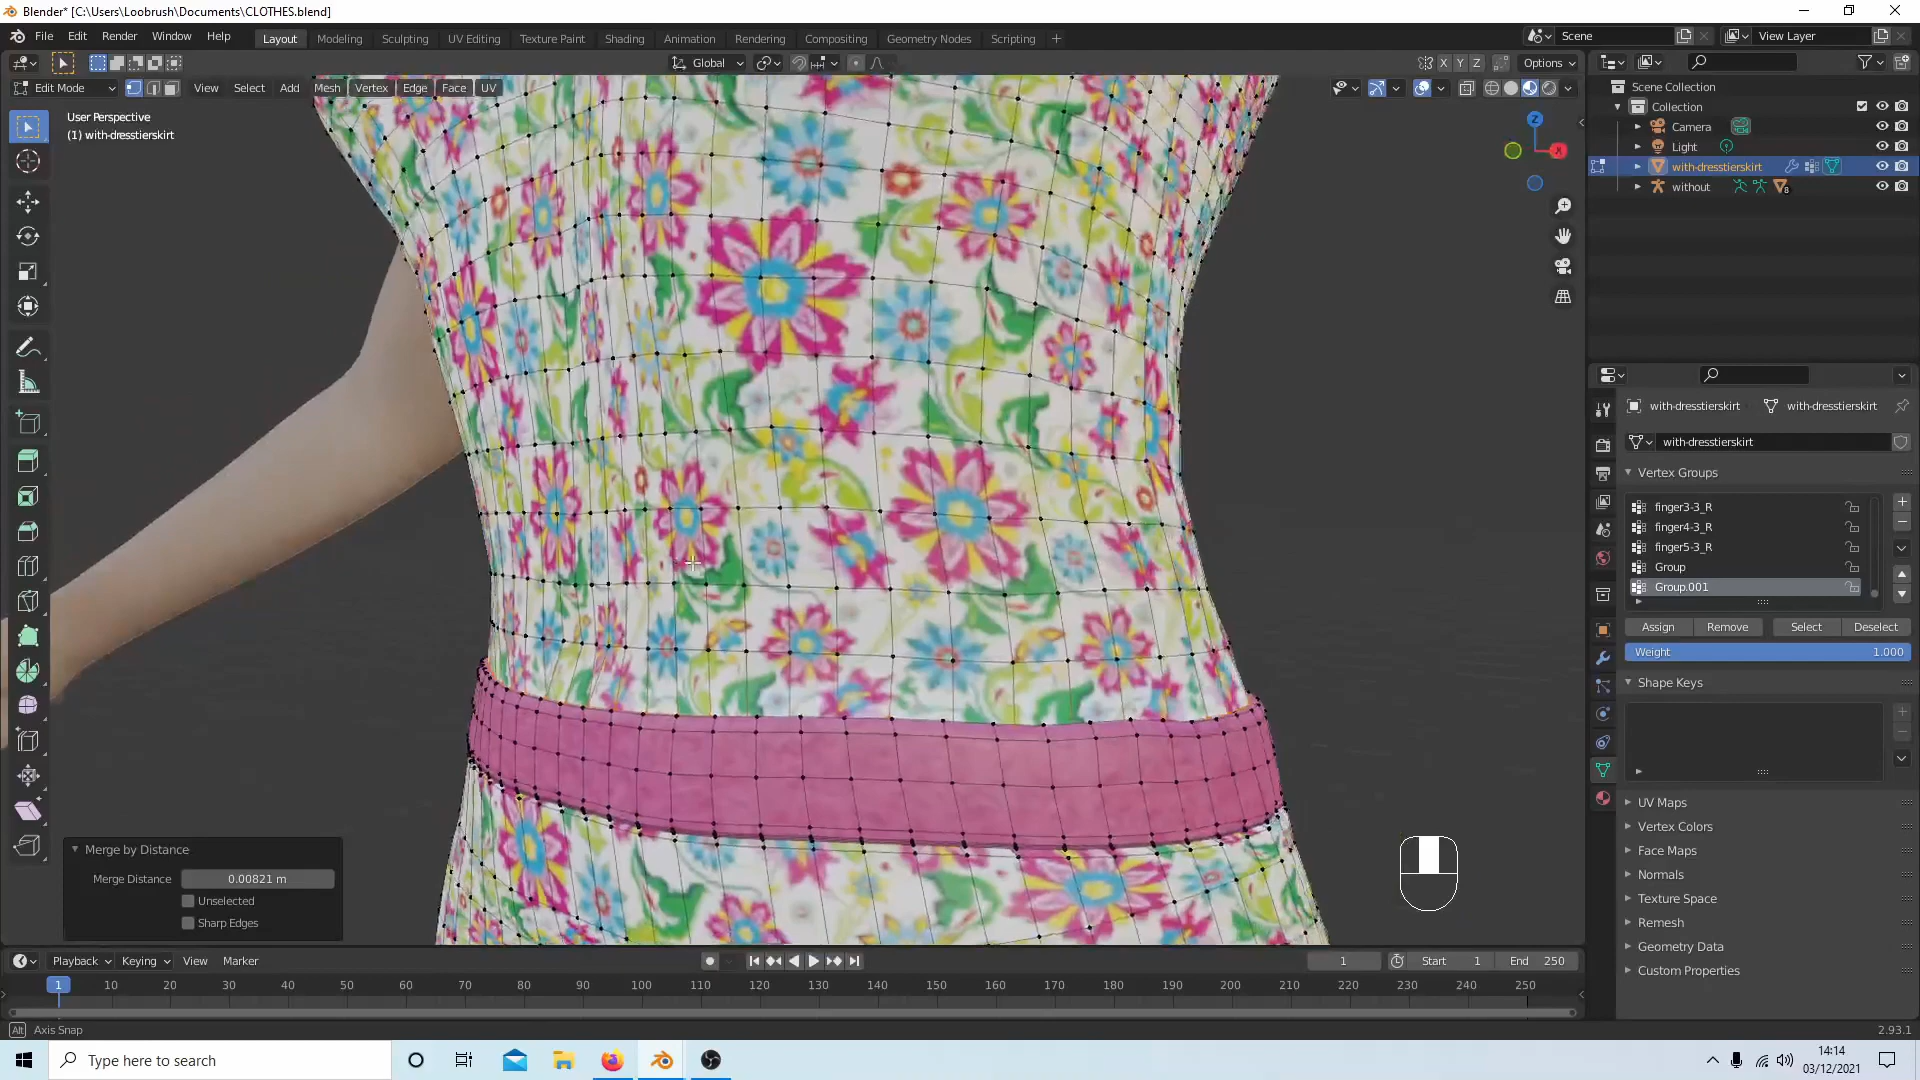 Blender* [C:\Users\Loobrush\Documents\CLOTHES.blend]
File Edit Render Window Help
Layout Modeling Sculpting UV Editing Texture Paint Shading Animation Rendering Compositing Geometry Nodes Scripting +
Scene View Layer
Global X Y Z Options
Edit Mode View Select Add Mesh Vertex Edge Face UV
User Perspective
(1) with-dresstierskirt
Z
X
Scene Collection
Collection
Camera
Light
with-dresstierskirt
without 8
with-dresstierskirt with-dresstierskirt
with-dresstierskirt
Vertex Groups
finger3-3_R
finger4-3_R
finger5-3_R
Group
Group.001
Assign Remove Select Deselect
Weight 1.000
Shape Keys
UV Maps
Vertex Colors
Face Maps
Normals
Texture Space
Remesh
Geometry Data
Custom Properties
Merge by Distance
Merge Distance 0.00821 m
Unselected
Sharp Edges
Playback Keying View Marker 1 Start 1 End 250
1 10 20 30 40 50 60 70 80 90 100 110 120 130 140 150 160 170 180 190 200 210 220 230 240 250
Alt Axis Snap 2.93.1
Type here to search
14:14
03/12/2021